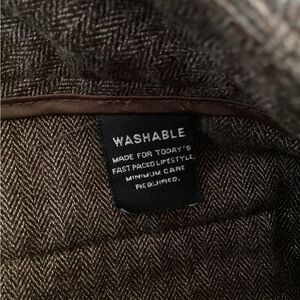 WASHABLE
MADE FOR TODAY'S
FAST PACED LIFESTYLE,
MINIMUM CARE
REQUIRED.